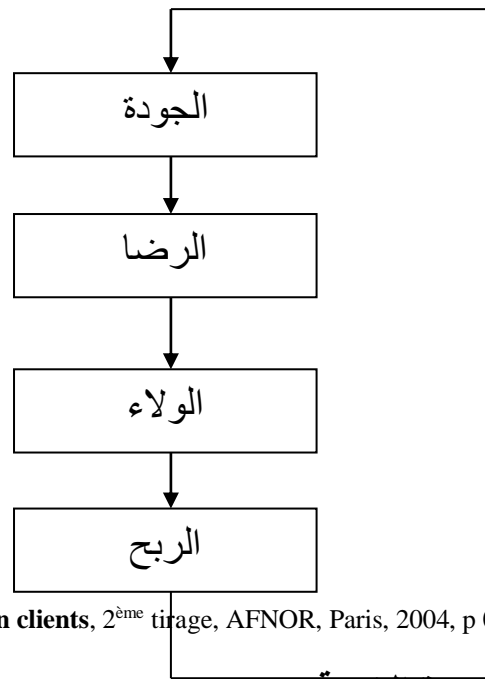 الجودة
الرضا
الولاء
الربح
n clients, 2ème tirage, AFNOR, Paris, 2004, p